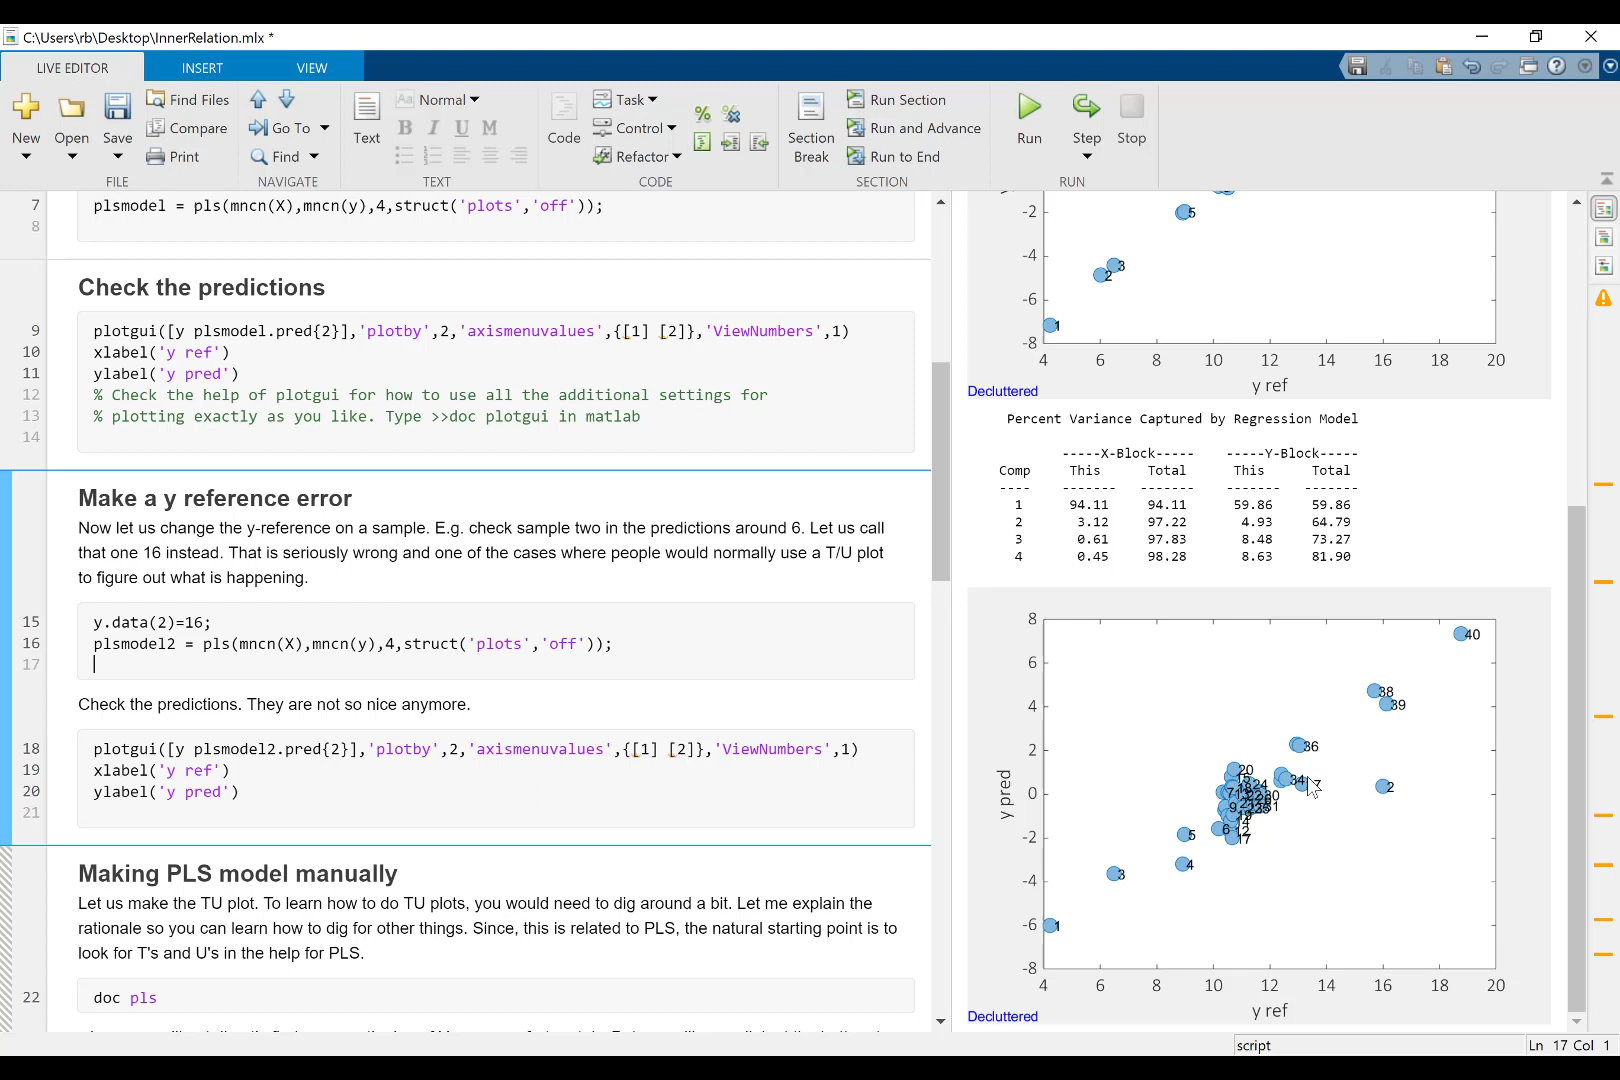 C:\Users\rb\Desktop\InnerRelation.mlx *
LIVE EDITOR INSERT VIEW
New Open Save Find Files Compare Print
FILE
Go To Find
NAVIGATE
Text Aa Normal B I U M
TEXT
Code Task Control Refactor
CODE
Section Break Run Section Run and Advance Run to End
SECTION
Run Step Stop
RUN
7 plsmodel = pls(mncn(X),mncn(y),4,struct('plots','off'));
8
Check the predictions
9 plotgui([y plsmodel.pred{2}],'plotby',2,'axismenuvalues',{[1] [2]},'ViewNumbers',1)
10 xlabel('y ref')
11 ylabel('y pred')
12 % Check the help of plotgui for how to use all the additional settings for
13 % plotting exactly as you like. Type >>doc plotgui in matlab
14
Make a y reference error
Now let us change the y-reference on a sample. E.g. check sample two in the predictions around 6. Let us call
that one 16 instead. That is seriously wrong and one of the cases where people would normally use a T/U plot
to figure out what is happening.
15 y.data(2)=16;
16 plsmodel2 = pls(mncn(X),mncn(y),4,struct('plots','off'));
17
Check the predictions. They are not so nice anymore.
18 plotgui([y plsmodel2.pred{2}],'plotby',2,'axismenuvalues',{[1] [2]},'ViewNumbers',1)
19 xlabel('y ref')
20 ylabel('y pred')
21
Making PLS model manually
Let us make the TU plot. To learn how to do TU plots, you would need to dig around a bit. Let me explain the
rationale so you can learn how to dig for other things. Since, this is related to PLS, the natural starting point is to
look for T's and U's in the help for PLS.
22 doc pls
-2 5
-4 3
2
-6
1
-8
4 6 8 10 12 14 16 18 20
y ref
Decluttered
Percent Variance Captured by Regression Model
-----X-Block----- -----Y-Block-----
Comp This Total This Total
---- ------- ------- ------- -------
1 94.11 94.11 59.86 59.86
2 3.12 97.22 4.93 64.79
3 0.61 97.83 8.48 73.27
4 0.45 98.28 8.63 81.90
8 40
6
38
4 39
2 36
20
34
y pred
0 2
5 6
-2 17
4
-4 3
-6 1
-8
4 6 8 10 12 14 16 18 20
y ref
Decluttered
script Ln 17 Col 1